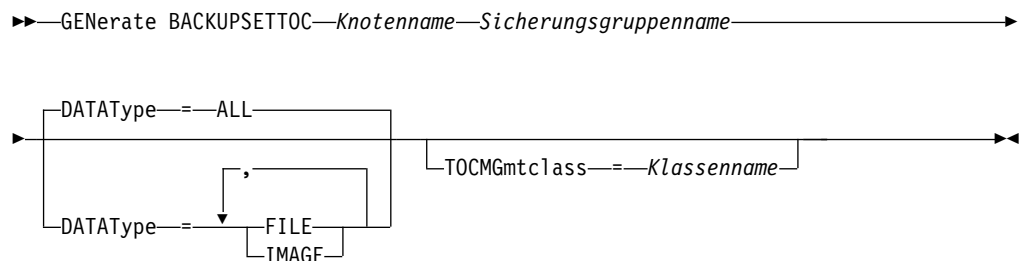 GENerate BACKUPSETTOC Knotenname Sicherungsgruppenname
DATAType = ALL
TOCMGmtclass = Klassenname
,
DATAType = FILE
IMAGE